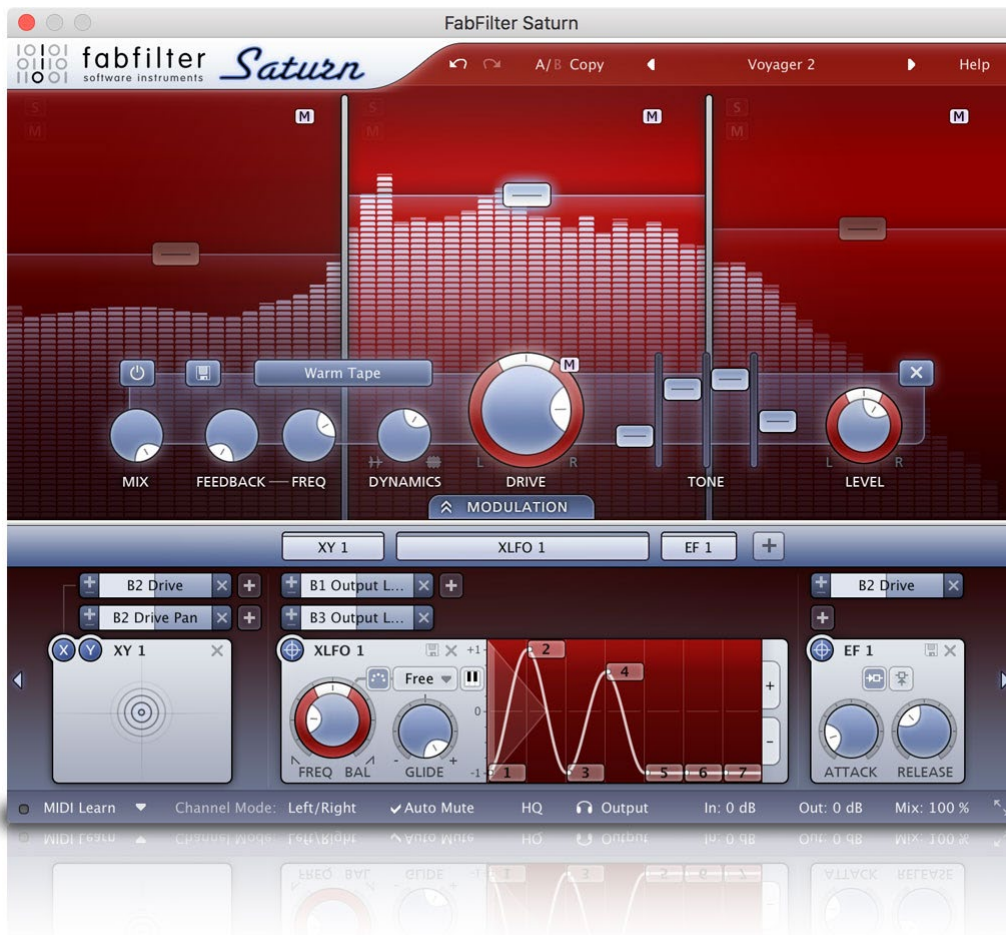 FabFilter Saturn
fabfilter
software instruments
Saturn
A/B Copy
Voyager 2
Help
S
M
M
S
M
M
S
M
M
Warm Tape
M
L R
L R
MIX FEEDBACK FREQ DYNAMICS DRIVE TONE LEVEL
MODULATION
XY 1 XLFO 1 EF 1 +
B2 Drive X + B1 Output L... X + B2 Drive X
B2 Drive Pan X + B3 Output L... X +
X Y XY 1 XLFO 1 +1 EF 1
2
4
Free
0
+
-
- +
FREQ BAL GLIDE -1 1 3 5 6 7 ATTACK RELEASE
MIDI Learn Channel Mode: Left/Right Auto Mute HQ Output In: 0 dB Out: 0 dB Mix: 100 %